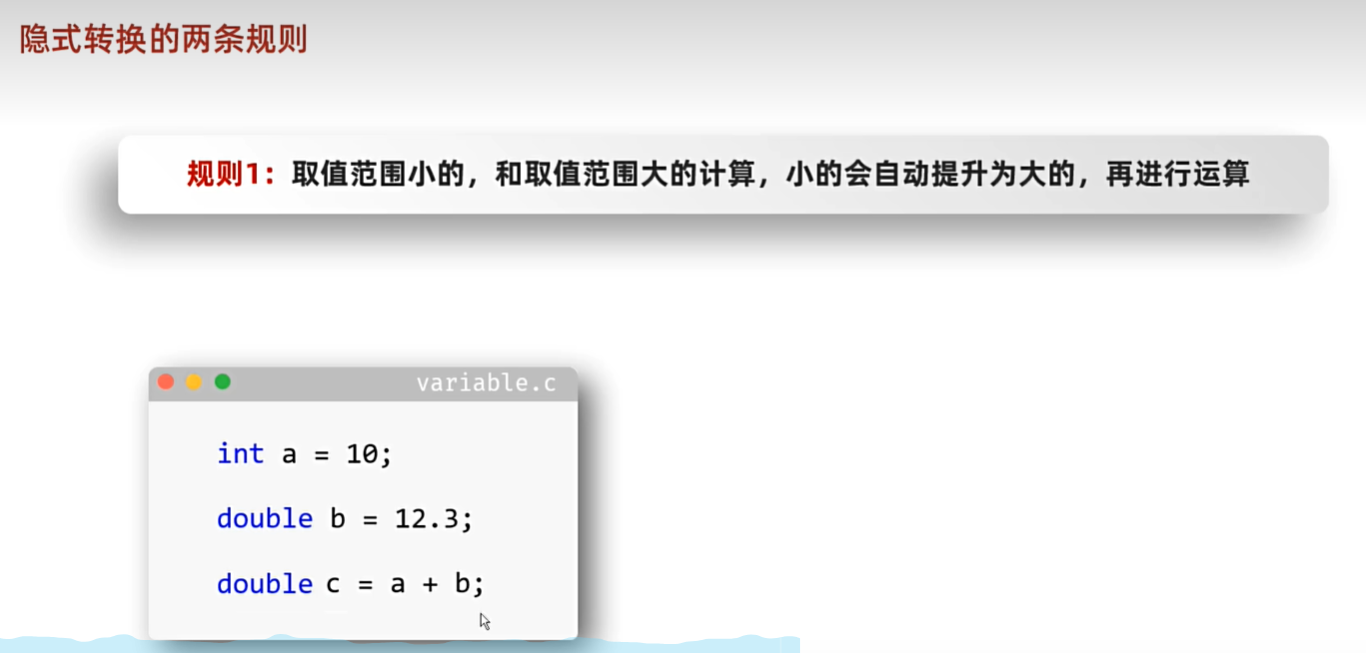 隐式转换的两条规则
规则1：取值范围小的，和取值范围大的计算，小的会自动提升为大的，再进行运算
variable.c
int a = 10;
double b = 12.3;
double c = a + b;